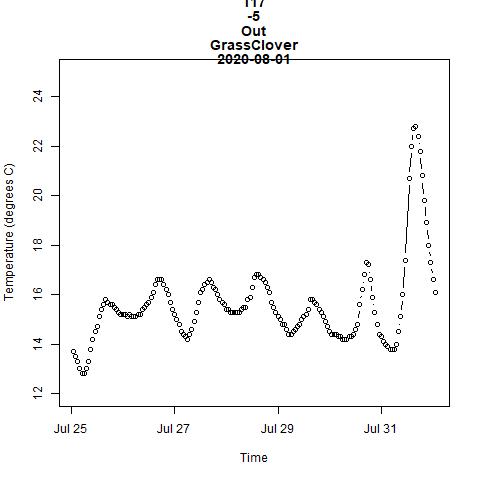 T17
-5
Out
GrassClover
2020-08-01
Temperature (degrees C)
24
22
20
18
16
14
12
Jul 25
Jul 27
Jul 29
Jul 31
Time